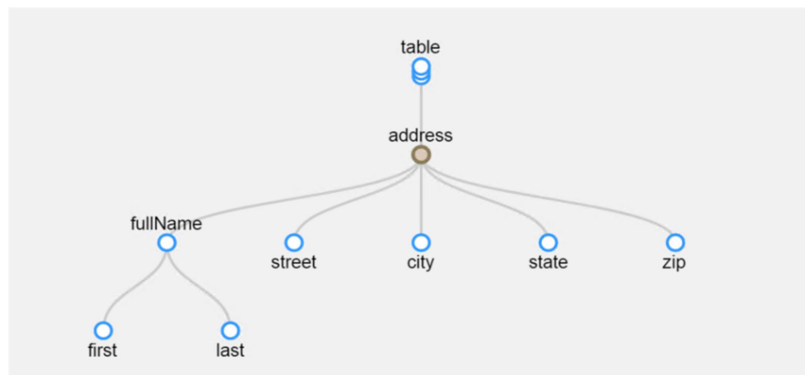 table
address
fullName
street city state zip
first last